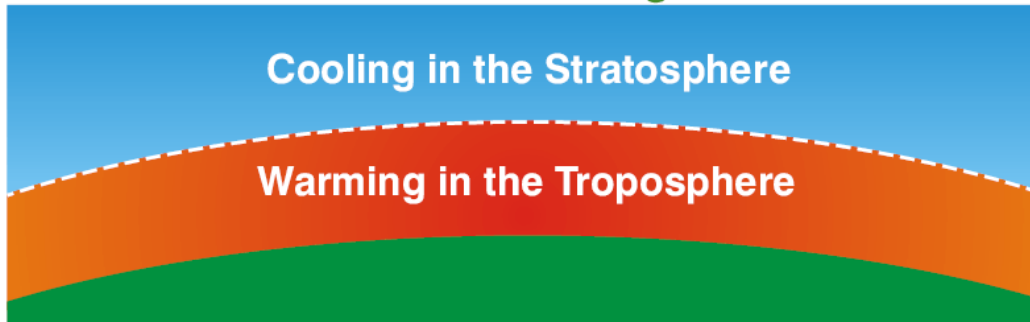 Cooling in the Stratosphere
Warming in the Troposphere